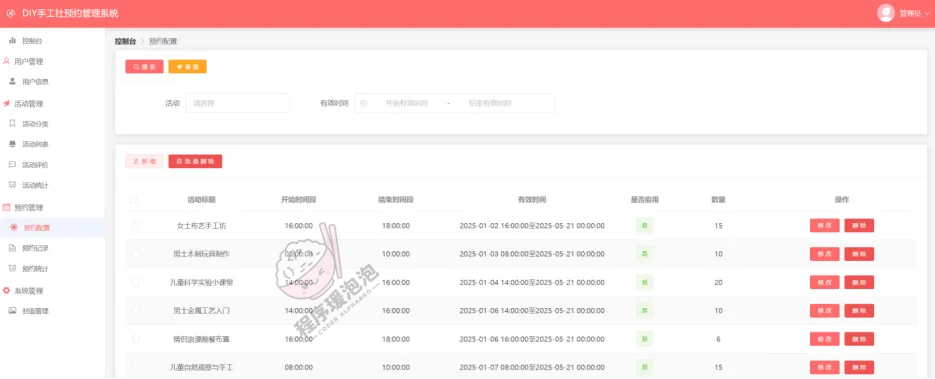 DIY手工社预约管理系统
管理员
控制台
用户管理
用户信息
活动管理
活动分类
活动列表
活动评价
活动统计
预约管理
预约配置
预约记录
预约统计
系统管理
封面管理
控制台 > 预约配置
搜索 重置
活动 请选择 有效时间 开始有效时间 - 结束有效时间
新增 批量删除
活动标题 开始时间段 结束时间段 有效时间 是否启用 数量 操作
女士布艺手工坊 16:00:00 18:00:00 2025-01-02 16:00:00至2025-05-21 00:00:00 是 15 修改 删除
男士木制玩具制作 08:00:00 10:00:00 2025-01-03 08:00:00至2025-05-21 00:00:00 是 10 修改 删除
儿童科学实验小课堂 14:00:00 16:00:00 2025-01-04 14:00:00至2025-05-21 00:00:00 是 20 修改 删除
男士金属工艺入门 14:00:00 16:00:00 2025-01-06 14:00:00至2025-05-21 00:00:00 是 10 修改 删除
情侣浪漫晚餐布置 16:00:00 18:00:00 2025-01-06 16:00:00至2025-05-21 00:00:00 是 6 修改 删除
儿童自然观察与手工 08:00:00 10:00:00 2025-01-07 08:00:00至2025-05-21 00:00:00 是 15 修改 删除
程序瑗泡泡
CODER ALPHABAO